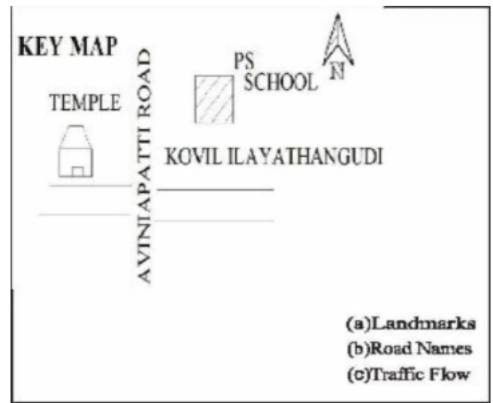 KEY MAP
N
PS
SCHOOL
TEMPLE
AVINIAPATTI ROAD
KOVIL ILAYATHANGUDI
(a)Landmarks
(b)Road Names
(c)Traffic Flow